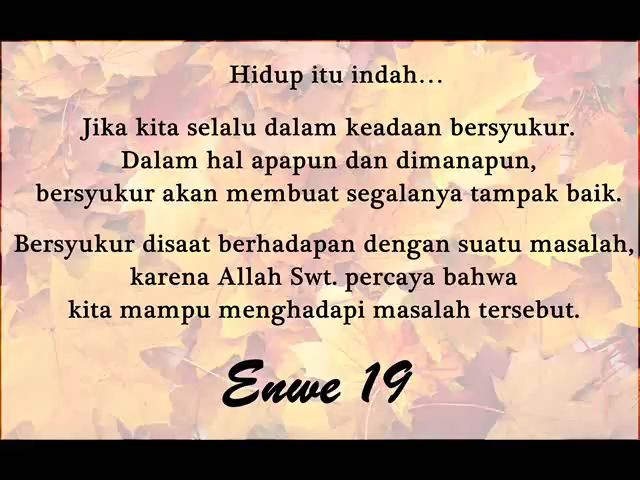 Hidup itu indah...
Jika kita selalu dalam keadaan bersyukur.
Dalam hal apapun dan dimanapun,
bersyukur akan membuat segalanya tampak baik.
Bersyukur disaat berhadapan dengan suatu masalah,
karena Allah Swt. percaya bahwa
kita mampu menghadapi masalah tersebut.
Enwe 19